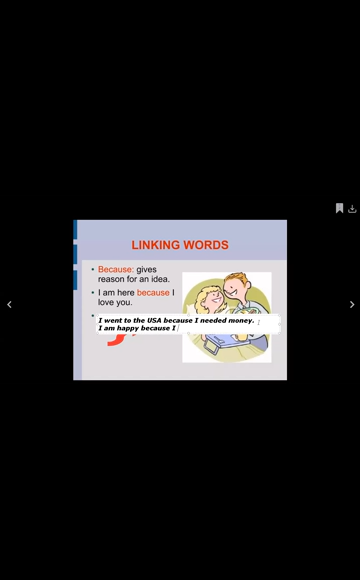 LINKING WORDS
Because: gives
reason for an idea.
I am here because I
love you.
I went to the USA because I needed money.
I am happy because I